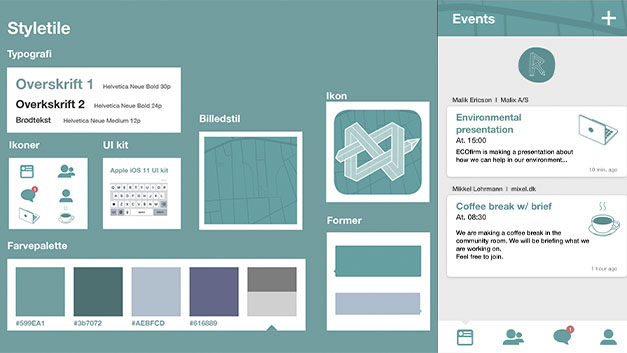 Styletile
Typografi
Overskrift 1 Helvetica Neue Bold 30p
Overkskrift 2 Helvetica Neue Bold 24p
Brødtekst Helvetica Neue Medium 12p
Ikoner
UI kit
Apple iOS 11 UI kit
Billedstil
Ikon
Former
Farvepalette
#599EA1
#3b7072
#AEBFCD
#616689
Events
Malik Ericson | Malix A/S
Environmental
presentation
At. 15:00
ECOfirm is making a presentation about
how we can help in our environment...
10 min. ago
Mikkel Lehrmann | mixel.dk
Coffee break w/ brief
At. 08:30
We are making a coffee break in the
community room. We will be briefing what we
are working on.
Feel free to join.
1 hour ago